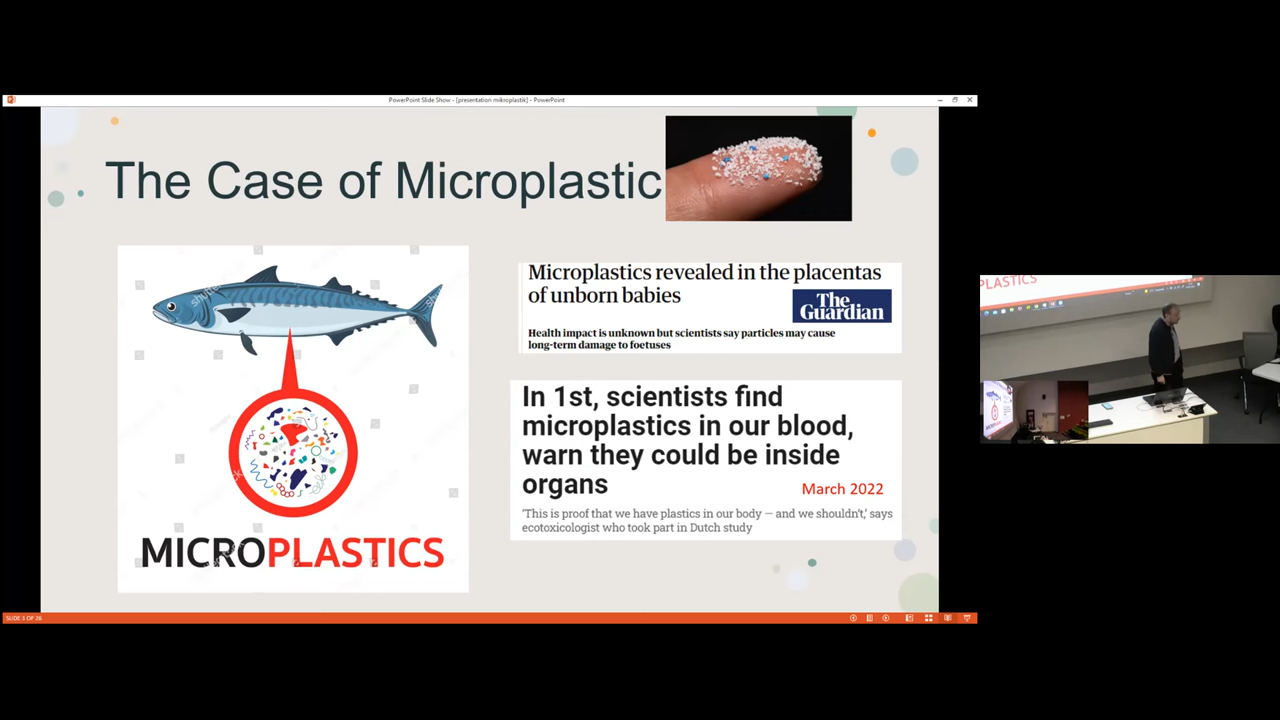 PowerPoint Slide Show - [presentation mikroplastik] - PowerPoint
The Case of Microplastic
Microplastics revealed in the placentas
of unborn babies
The
Guardian
Health impact is unknown but scientists say particles may cause
long-term damage to foetuses
In 1st, scientists find
microplastics in our blood,
warn they could be inside
organs
March 2022
'This is proof that we have plastics in our body — and we shouldn't,' says
ecotoxicologist who took part in Dutch study
MICROPLASTICS
SLIDE 3 OF 26
PLASTICS